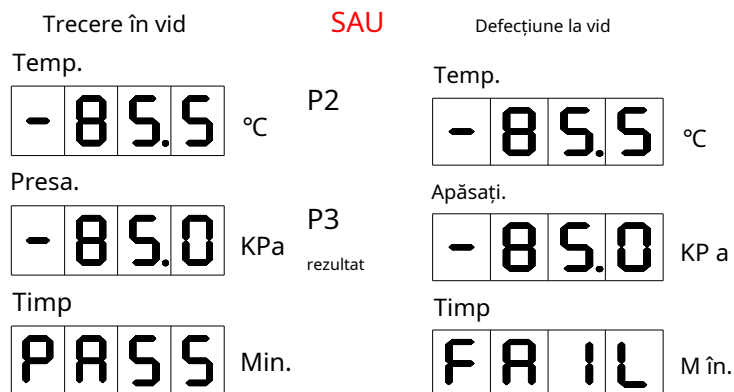 Trecere în vid SAU Defecțiune la vid
Temp. Temp.
-85.5 °C P2 -85.5 °C
Presa. Apăsați.
-85.0 KPa P3 -85.0 KP a
rezultat
Timp Timp
PASS Min. FAIL M în.